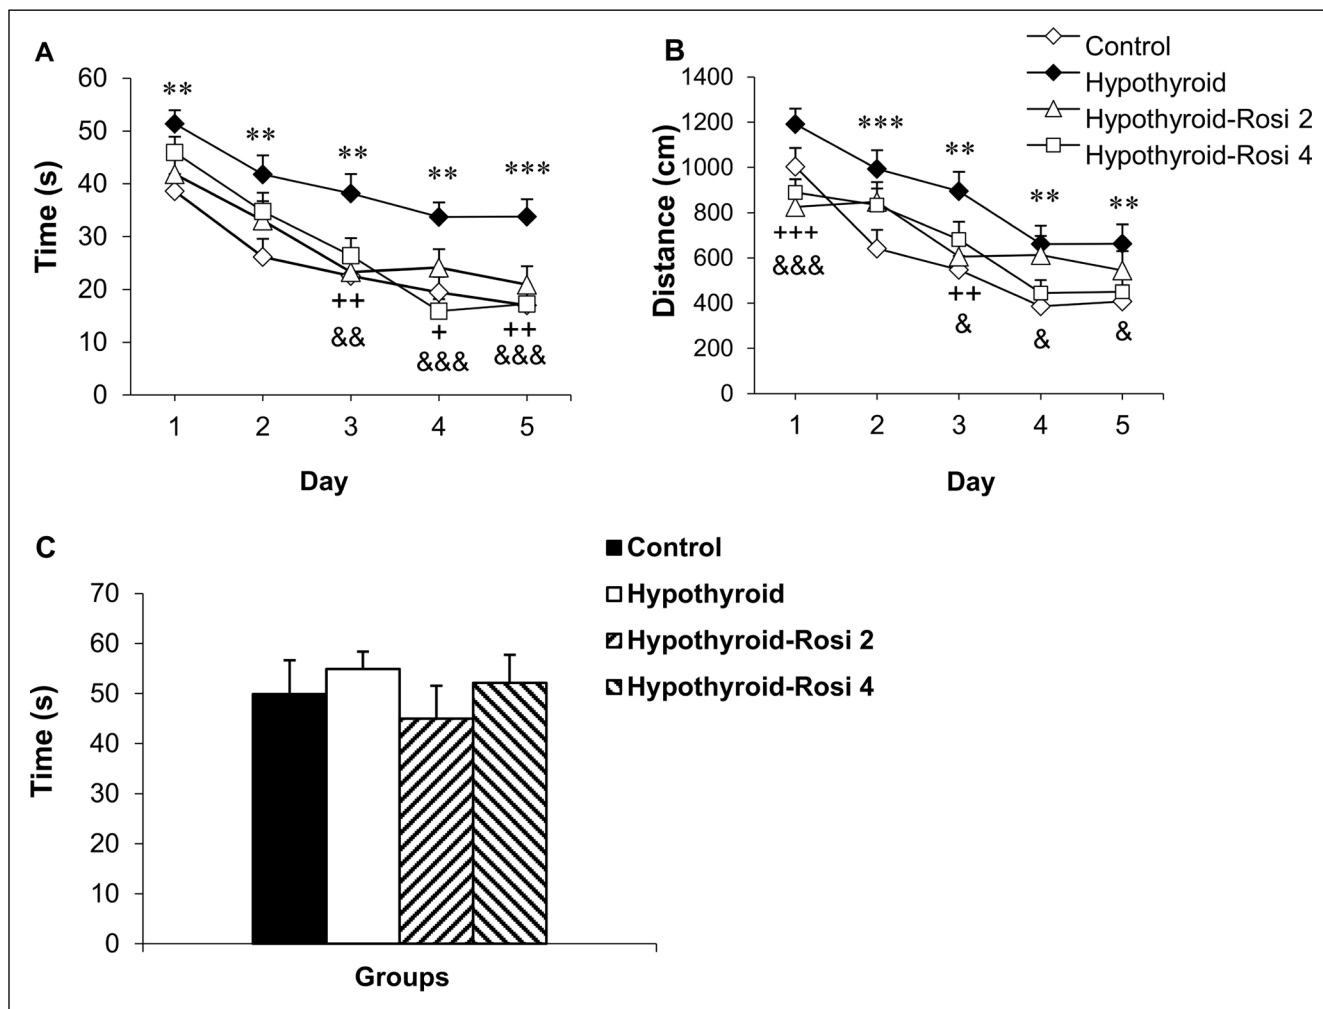 A
Time (s)
60
50
40
30
20
10
0
** ** ** ** ***
++ + ++
&& &&& &&&
1 2 3 4 5
Day
B
Distance (cm)
1400
1200
1000
800
600
400
200
0
*** ** ** **
+++ ++
&&& & & &
1 2 3 4 5
Day
Control
Hypothyroid
Hypothyroid-Rosi 2
Hypothyroid-Rosi 4
C
Time (s)
70
60
50
40
30
20
10
0
Groups
Control
Hypothyroid
Hypothyroid-Rosi 2
Hypothyroid-Rosi 4